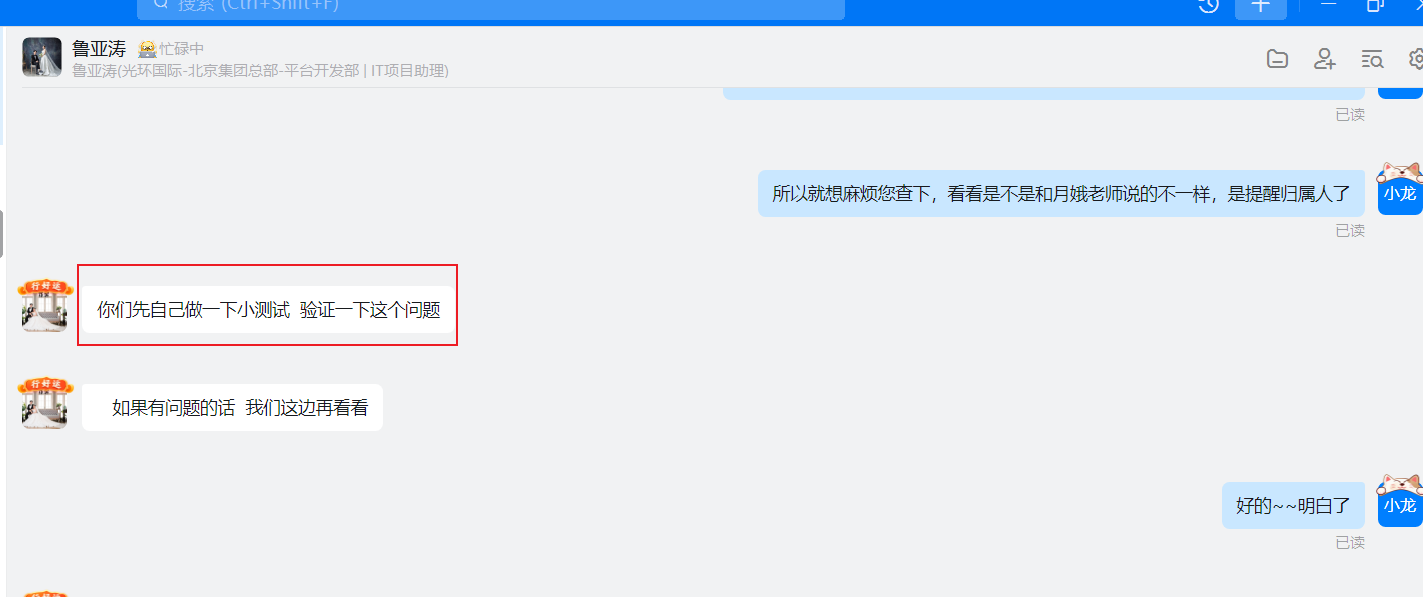 搜索 (Ctrl+Shift+F)
鲁亚涛 忙碌中
鲁亚涛(光环国际-北京集团总部-平台开发部 | IT项目助理)
已读
所以就想麻烦您查下，看看是不是和月娥老师说的不一样，是提醒归属人了
小龙
已读
行好运
你们先自己做一下小测试 验证一下这个问题
行好运
如果有问题的话 我们这边再看看
好的~~明白了
小龙
已读